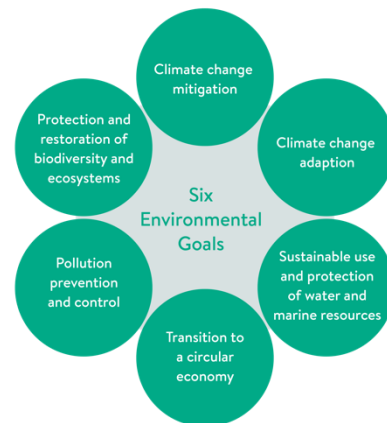 Climate change
mitigation
Climate change
adaption
Sustainable use
and protection
of water and
marine resources
Transition to
a circular
economy
Pollution
prevention
and control
Protection and
restoration of
biodiversity and
ecosystems
Six
Environmental
Goals